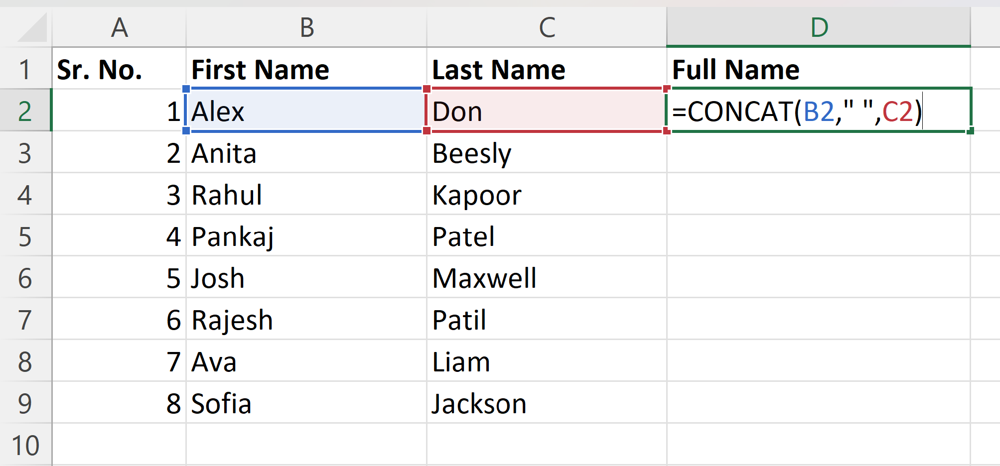 A B C D
1 Sr. No. First Name Last Name Full Name
2 1 Alex Don =CONCAT(B2," ",C2)
3 2 Anita Beesly
4 3 Rahul Kapoor
5 4 Pankaj Patel
6 5 Josh Maxwell
7 6 Rajesh Patil
8 7 Ava Liam
9 8 Sofia Jackson
10